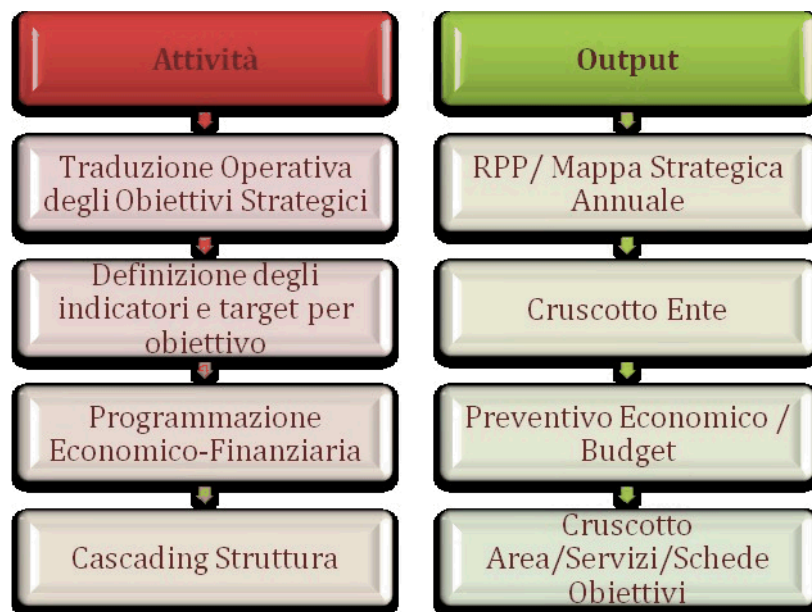 Attività
Traduzione Operativa
degli Obiettivi Strategici
Definizione degli
indicatori e target per
obiettivo
Programmazione
Economico-Finanziaria
Cascading Struttura
Output
RPP/ Mappa Strategica
Annuale
Cruscotto Ente
Preventivo Economico /
Budget
Cruscotto
Area/Servizi/Schede
Obiettivi